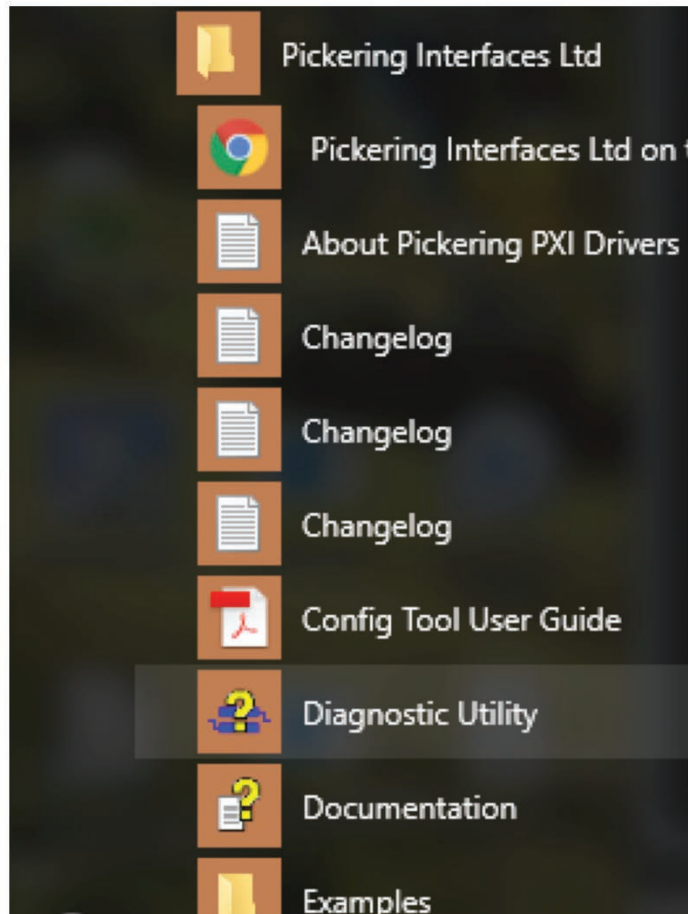 Pickering Interfaces Ltd
Pickering Interfaces Ltd on
About Pickering PXI Drivers
Changelog
Changelog
Changelog
Config Tool User Guide
Diagnostic Utility
Documentation
Examples